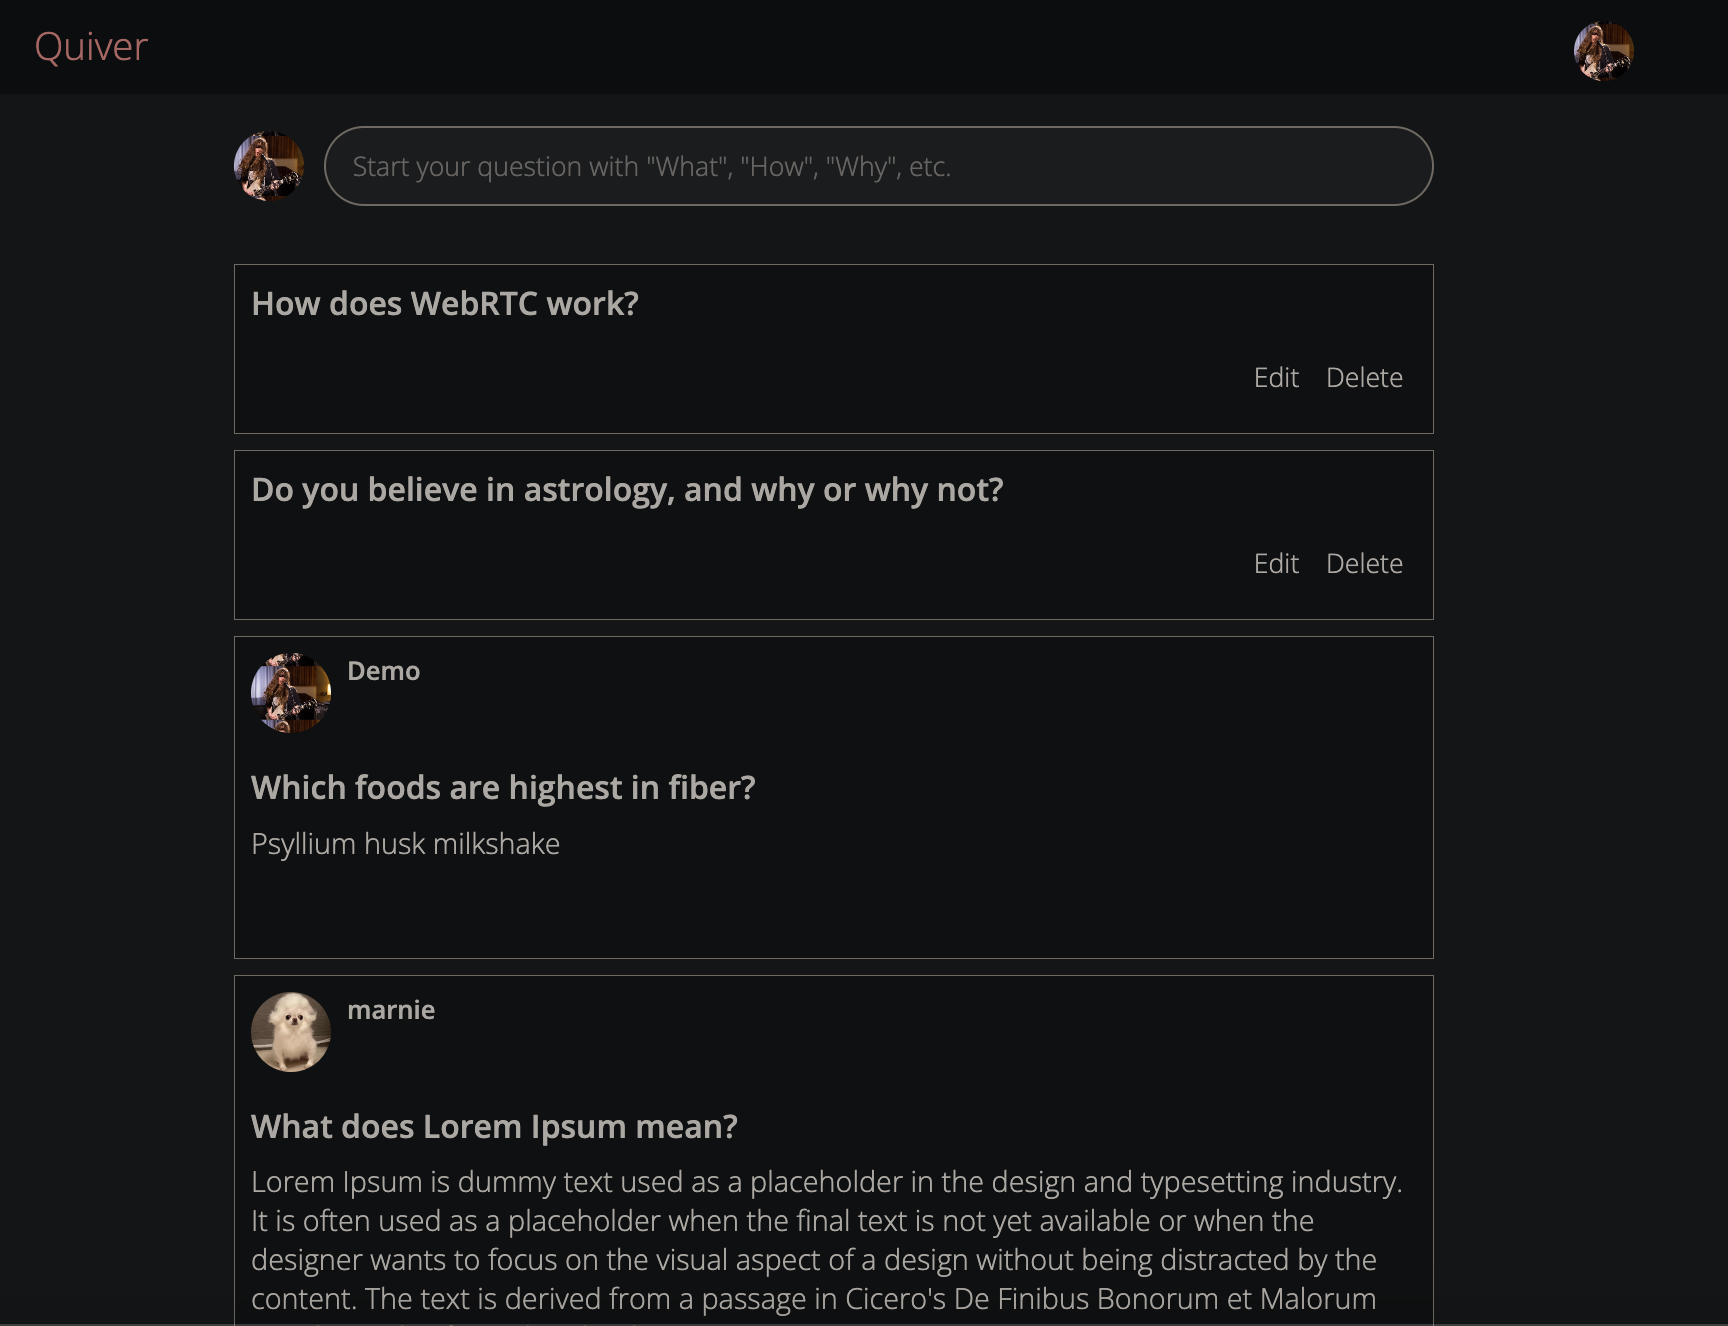 Quiver
Start your question with "What", "How", "Why", etc.
How does WebRTC work?
Edit Delete
Do you believe in astrology, and why or why not?
Edit Delete
Demo
Which foods are highest in fiber?
Psyllium husk milkshake
marnie
What does Lorem Ipsum mean?
Lorem Ipsum is dummy text used as a placeholder in the design and typesetting industry.
It is often used as a placeholder when the final text is not yet available or when the
designer wants to focus on the visual aspect of a design without being distracted by the
content. The text is derived from a passage in Cicero's De Finibus Bonorum et Malorum